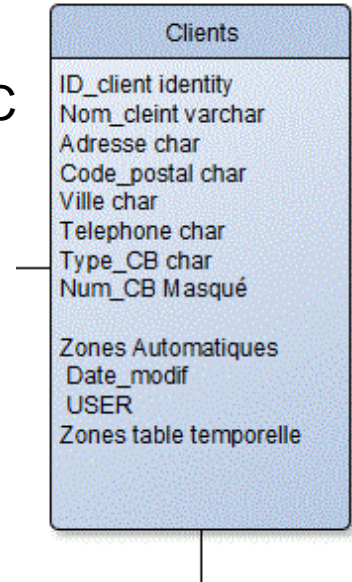 Clients
C
ID_client identity
Nom_cleint varchar
Adresse char
Code_postal char
Ville char
Telephone char
Type_CB char
Num_CB Masqué
Zones Automatiques
Date_modif
USER
Zones table temporelle